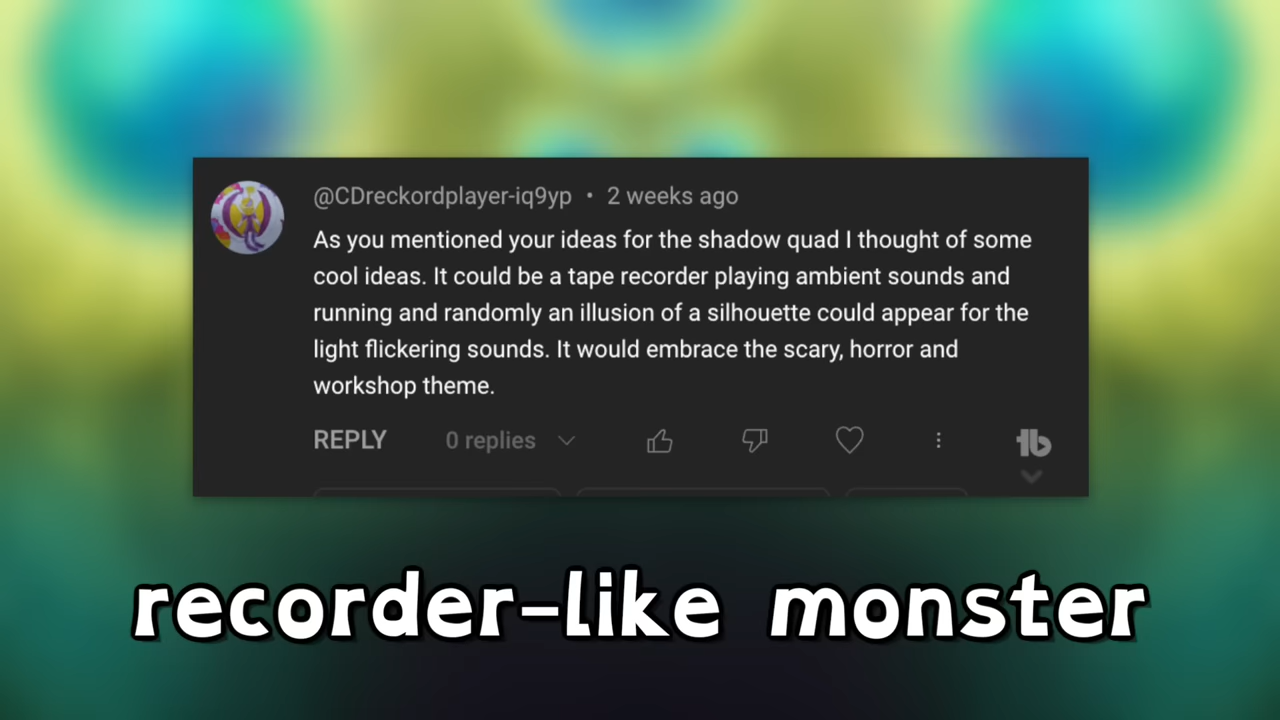 @CDreckordplayer-iq9yp • 2 weeks ago
As you mentioned your ideas for the shadow quad I thought of some
cool ideas. It could be a tape recorder playing ambient sounds and
running and randomly an illusion of a silhouette could appear for the
light flickering sounds. It would embrace the scary, horror and
workshop theme.
REPLY 0 replies
recorder-like monster